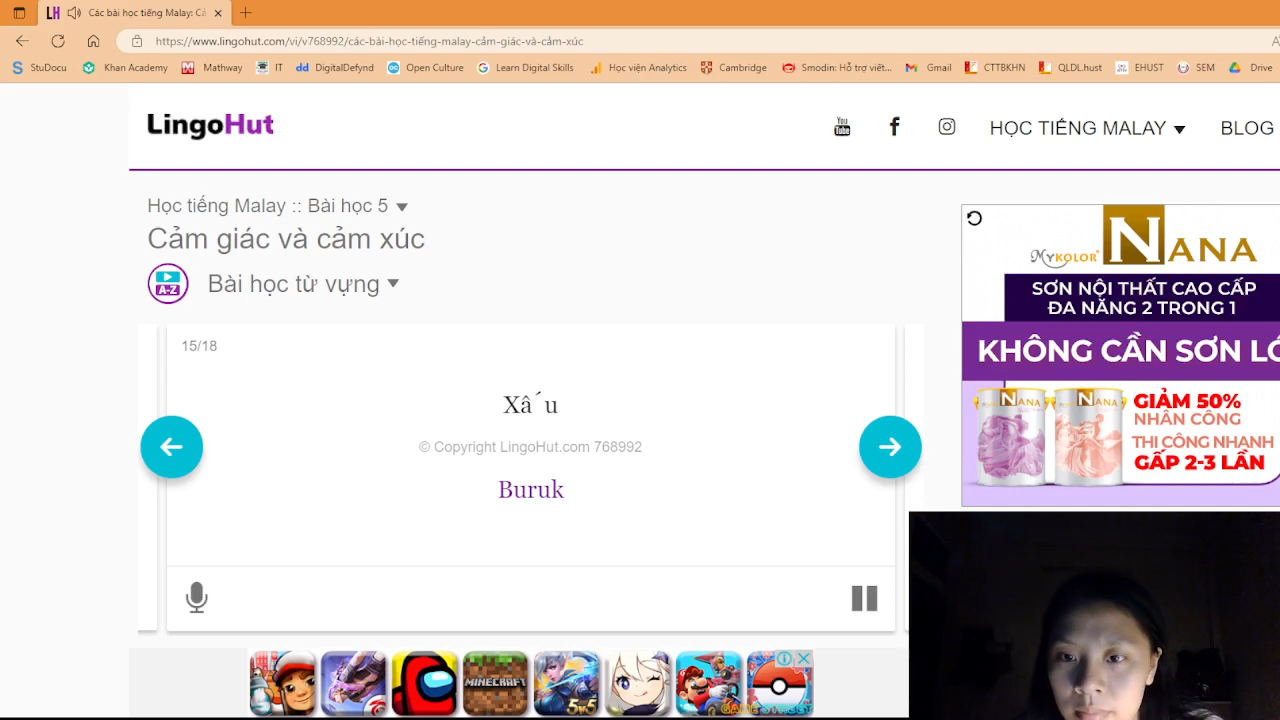 LH Các bài học tiếng Malay: Cả
https://www.lingohut.com/vi/v768992/các-bài-học-tiếng-malay-cảm-giác-và-cảm-xúc
StuDocu Khan Academy Mathway IT DigitalDefynd Open Culture Learn Digital Skills Học viện Analytics Cambridge Smodin: Hỗ trợ viết... Gmail CTTBKHN QLDL.hust EHUST SEM Drive
LingoHut
You Tube
HỌC TIẾNG MALAY BLOG
Học tiếng Malay :: Bài học 5
Cảm giác và cảm xúc
A-Z
Bài học từ vựng
15/18
Xấu
© Copyright LingoHut.com 768992
Buruk
MYKOLOR NANA
SƠN NỘI THẤT CAO CẤP
ĐA NĂNG 2 TRONG 1
KHÔNG CẦN SƠN LÓ
NANA NANA
GIẢM 50%
NHÂN CÔNG
THI CÔNG NHANH
GẤP 2-3 LẦN
MINECRAFT
5v5